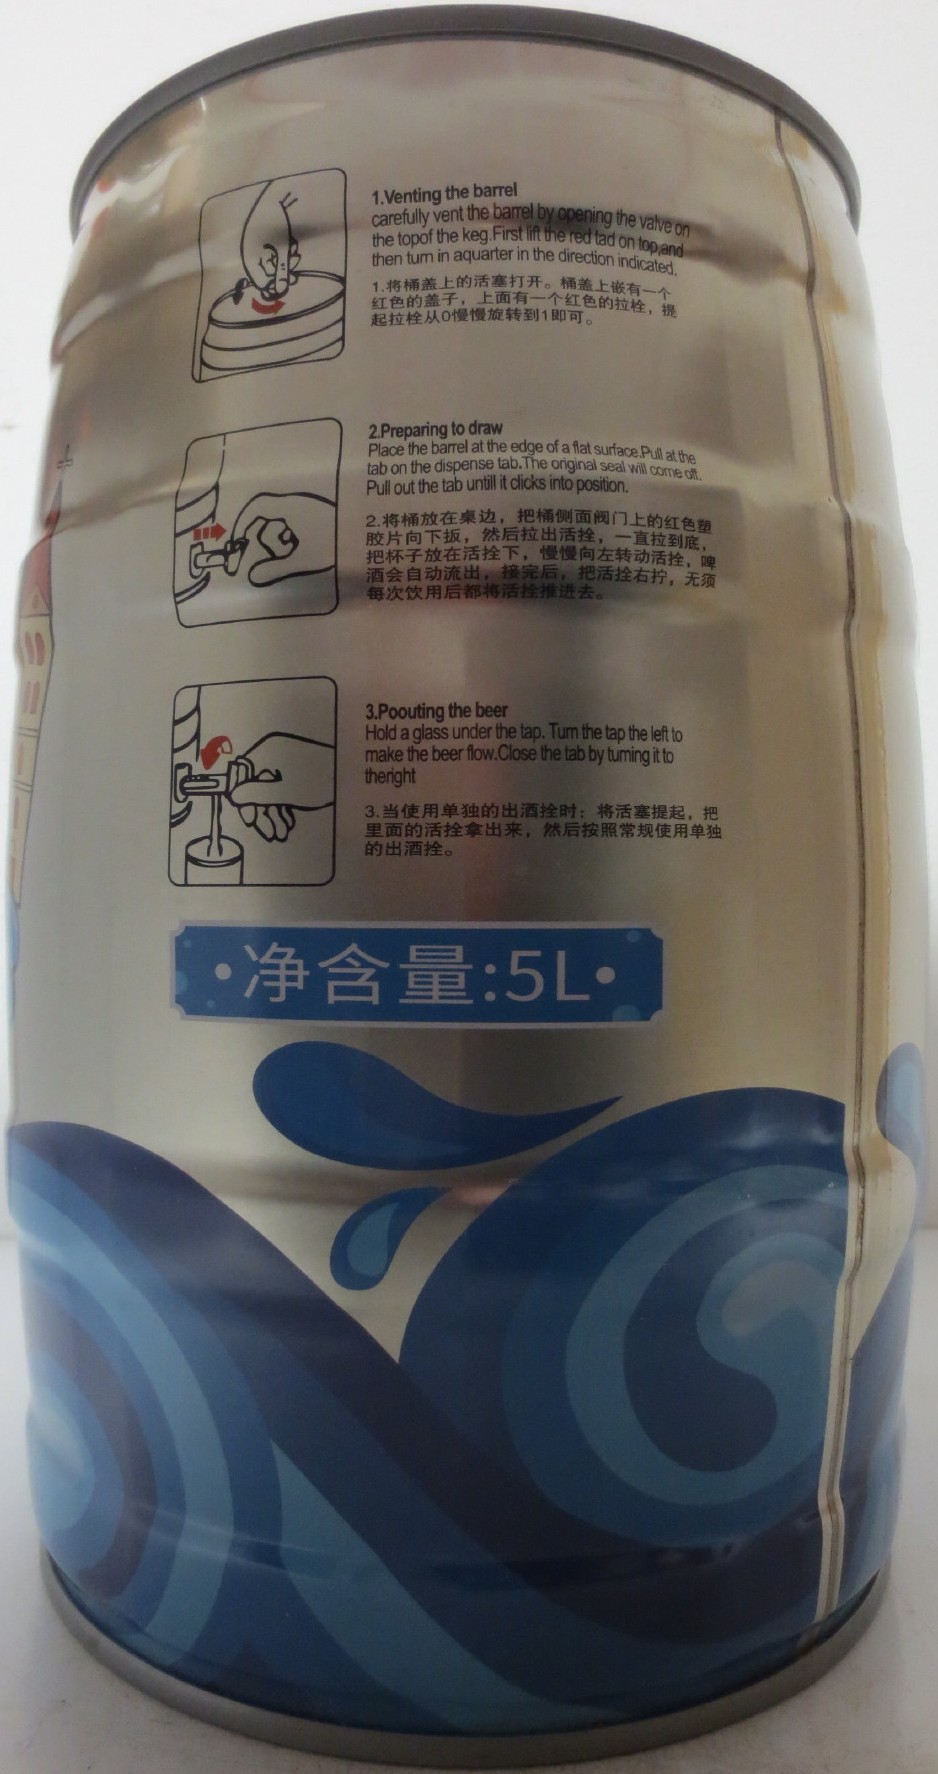 1.Venting the barrel
carefully vent the barrel by opening the valve on
the topof the keg.First lift the red tad on top,and
then turn in aquarter in the direction indicated.
1.将桶盖上的活塞打开。桶盖上嵌有一个
红色的盖子，上面有一个红色的拉栓，提
起拉栓从0慢慢旋转到1即可。
2.Preparing to draw
Place the barrel at the edge of a flat surface.Pull at the
tab on the dispense tab.The original seal will come off.
Pull out the tab untill it clicks into position.
2.将桶放在桌边，把桶侧面阀门上的红色塑
胶片向下扳，然后拉出活拴，一直拉到底，
把杯子放在活拴下，慢慢向左转动活拴，啤
酒会自动流出，接完后，把活拴右拧，无须
每次饮用后都将活拴推进去。
3.Poouting the beer
Hold a glass under the tap. Turn the tap the left to
make the beer flow.Close the tab by turning it to
theright
3.当使用单独的出酒拴时；将活塞提起，把
里面的活拴拿出来，然后按照常规使用单独
的出酒拴。
·净含量:5L·